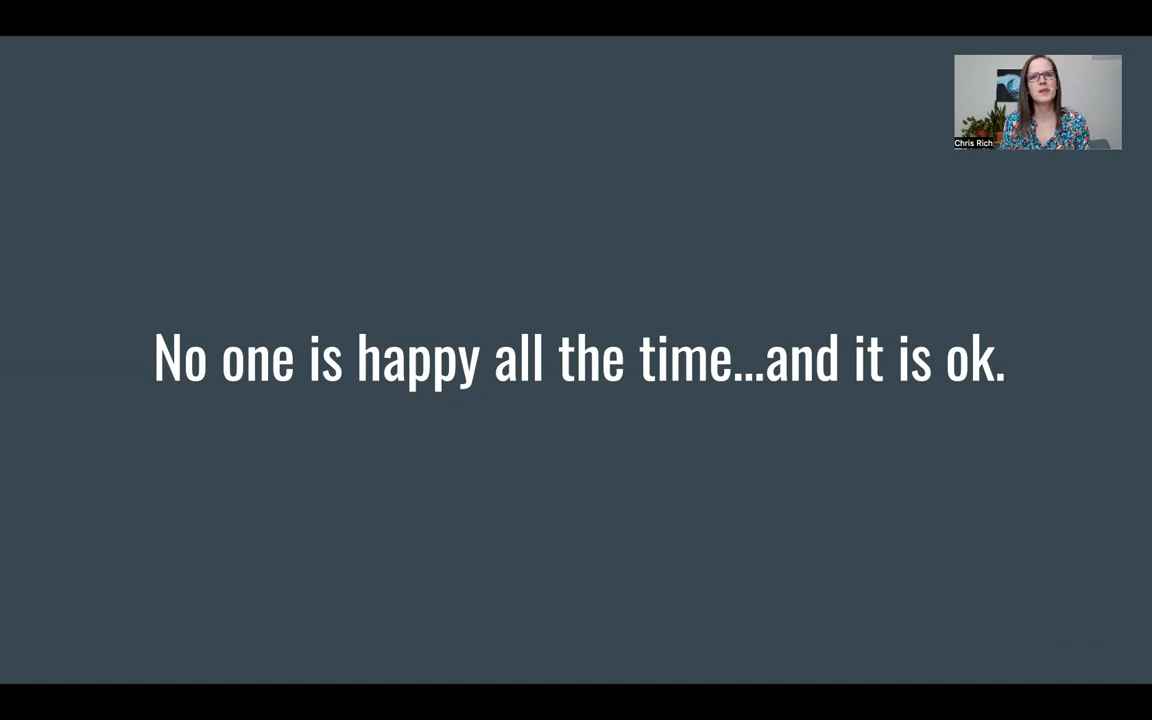 Chris Rich
No one is happy all the time...and it is ok.